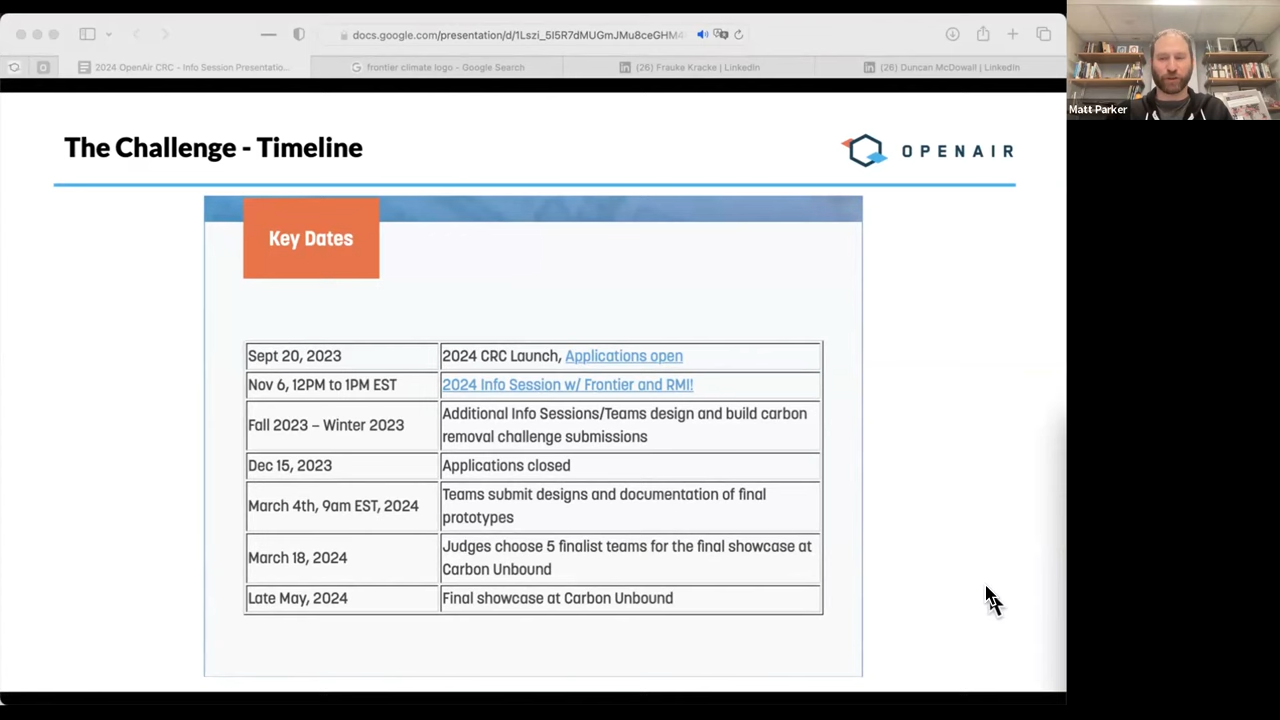 docs.google.com/presentation/d/1Lszi_5I5R7dMUGmJMu8ceGHM4
2024 OpenAir CRC - Info Session Presentatio...
frontier climate logo - Google Search
(26) Frauke Kracke | LinkedIn
(26) Duncan McDowall | LinkedIn
Matt Parker
The Challenge - Timeline
OPENAIR
Key Dates
Sept 20, 2023
2024 CRC Launch, Applications open
Nov 6, 12PM to 1PM EST
2024 Info Session w/ Frontier and RMI!
Fall 2023 – Winter 2023
Additional Info Sessions/Teams design and build carbon
removal challenge submissions
Dec 15, 2023
Applications closed
March 4th, 9am EST, 2024
Teams submit designs and documentation of final
prototypes
March 18, 2024
Judges choose 5 finalist teams for the final showcase at
Carbon Unbound
Late May, 2024
Final showcase at Carbon Unbound